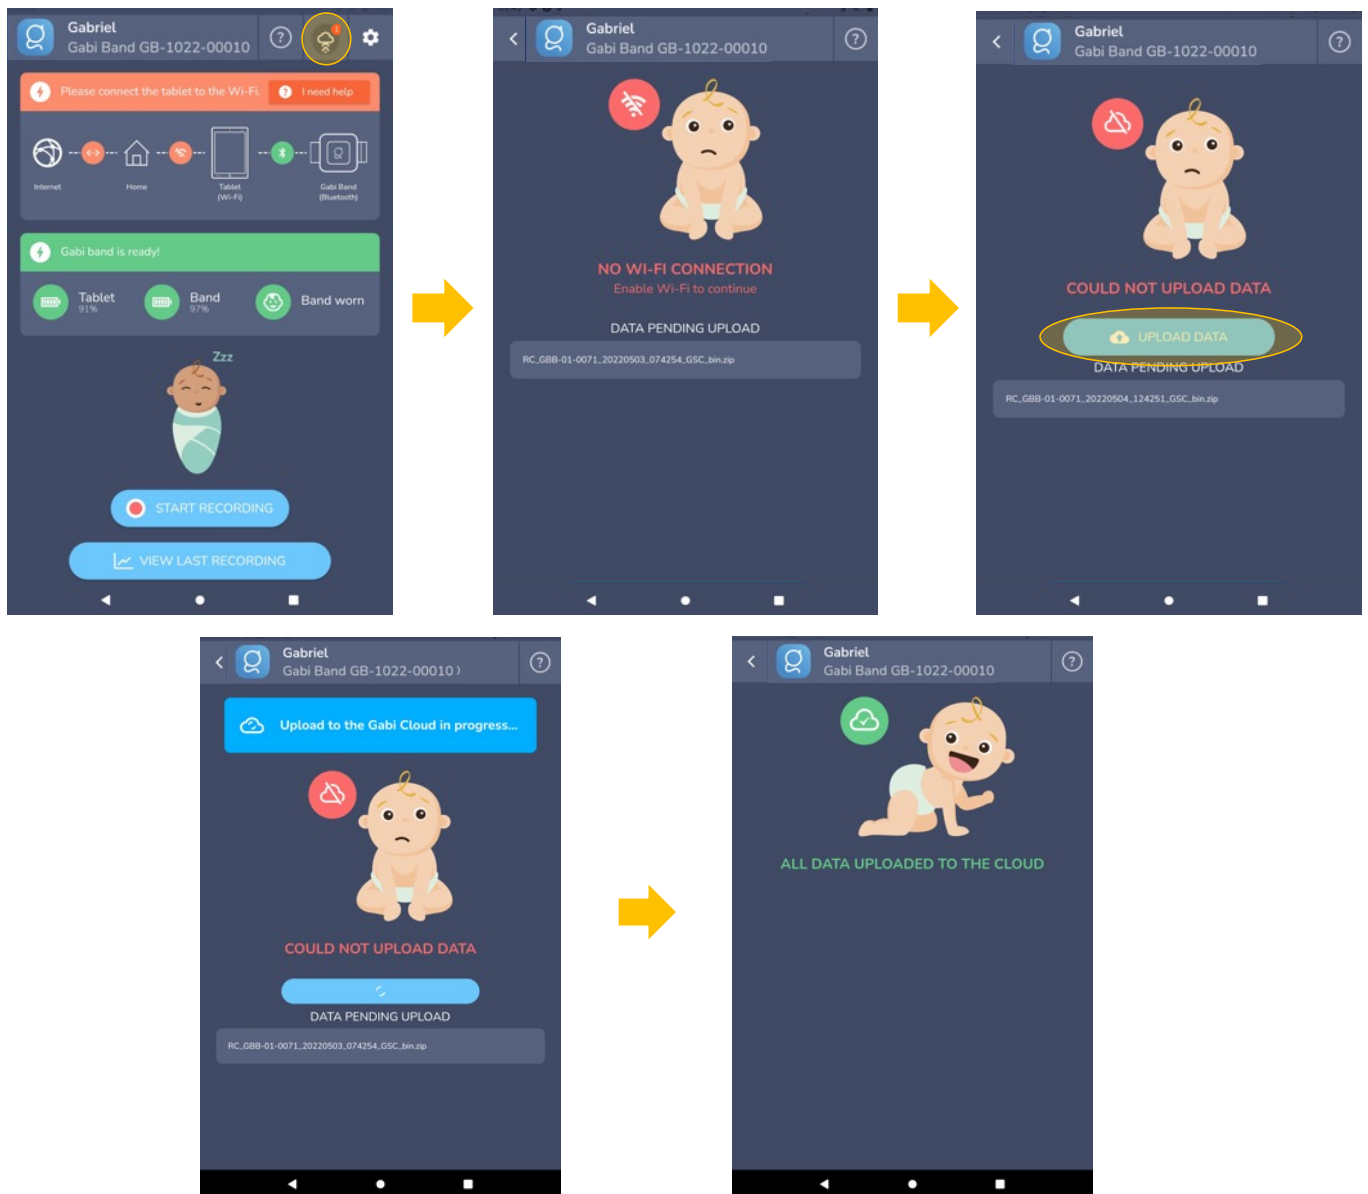 Gabriel
Gabi Band GB-1022-00010
1
Please connect the tablet to the Wi-Fi.
I need help
Internet
Home
Tablet
(Wi-Fi)
Gabi Band
(Bluetooth)
Gabi band is ready!
Tablet
91%
Band
97%
Band worn
Zzz
START RECORDING
VIEW LAST RECORDING
Gabriel
Gabi Band GB-1022-00010
NO WI-FI CONNECTION
Enable Wi-Fi to continue
DATA PENDING UPLOAD
RC_GBB-01-0071_20220503_074254_GSC_bin.zip
Gabriel
Gabi Band GB-1022-00010
COULD NOT UPLOAD DATA
UPLOAD DATA
DATA PENDING UPLOAD
RC_GBB-01-0071_20220504_124251_GSC_bin.zip
Gabriel
Gabi Band GB-1022-00010 )
Upload to the Gabi Cloud in progress...
COULD NOT UPLOAD DATA
DATA PENDING UPLOAD
RC_GBB-01-0071_20220503_074254_GSC_bin.zip
Gabriel
Gabi Band GB-1022-00010
ALL DATA UPLOADED TO THE CLOUD